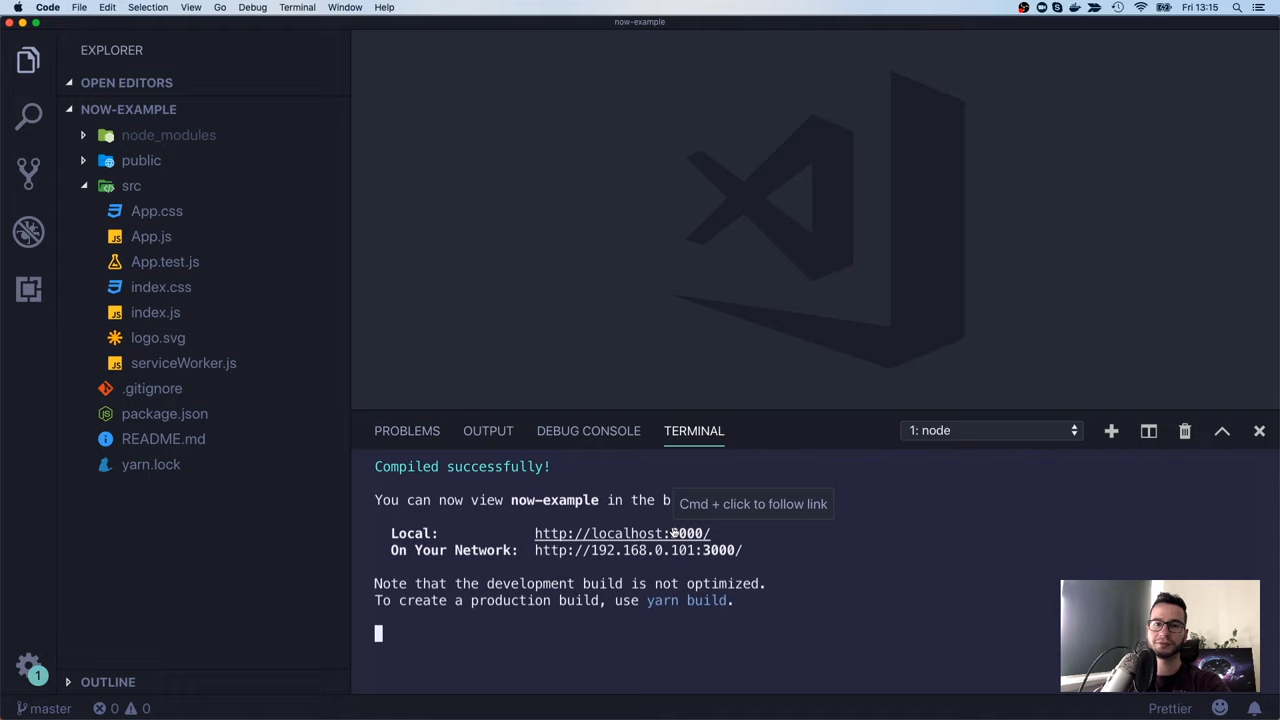 Code File Edit Selection View Go Debug Terminal Window Help Fri 13:15
now-example
EXPLORER
OPEN EDITORS
NOW-EXAMPLE
node_modules
public
src
App.css
App.js
App.test.js
index.css
index.js
logo.svg
serviceWorker.js
.gitignore
package.json
README.md
yarn.lock
OUTLINE
PROBLEMS OUTPUT DEBUG CONSOLE TERMINAL 1: node
Compiled successfully!
You can now view now-example in the b
Cmd + click to follow link
Local: http://localhost:3000/
On Your Network: http://192.168.0.101:3000/
Note that the development build is not optimized.
To create a production build, use yarn build.
1
master 0 0 Prettier